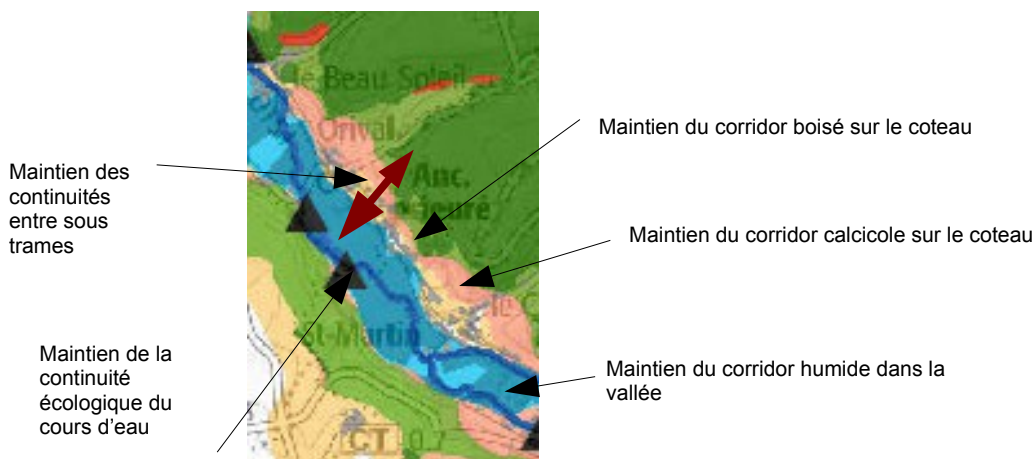 le Beau Soleil
Orival
Maintien du corridor boisé sur le coteau
Maintien des
continuités
entre sous
trames
Anc.
Maintien du corridor calcicole sur le coteau
St-Martin
Maintien de la
continuité
écologique du
cours d'eau
Maintien du corridor humide dans la
vallée
CT 0.7